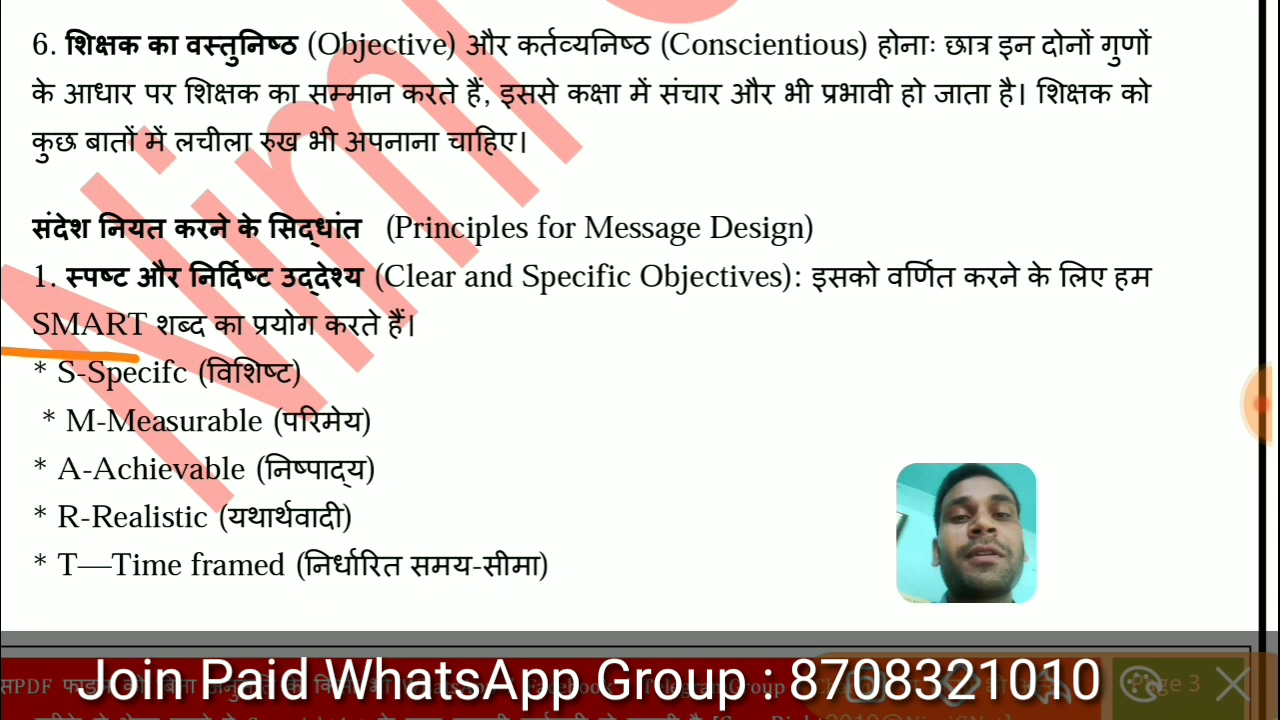 6. शिक्षक का वस्तुनिष्ठ (Objective) और कर्तव्यनिष्ठ (Conscientious) होनाः छात्र इन दोनों गुणों
के आधार पर शिक्षक का सम्मान करते हैं, इससे कक्षा में संचार और भी प्रभावी हो जाता है। शिक्षक को
कुछ बातों में लचीला रुख भी अपनाना चाहिए।
संदेश नियत करने के सिद्धांत (Principles for Message Design)
1. स्पष्ट और निर्दिष्ट उद्देश्य (Clear and Specific Objectives): इसको वर्णित करने के लिए हम
SMART शब्द का प्रयोग करते हैं।
* S-Specifc (विशिष्ट)
* M-Measurable (परिमेय)
* A-Achievable (निष्पाद्य)
* R-Realistic (यथार्थवादी)
* T—Time framed (निर्धारित समय-सीमा)
Join Paid WhatsApp Group : 8708321010